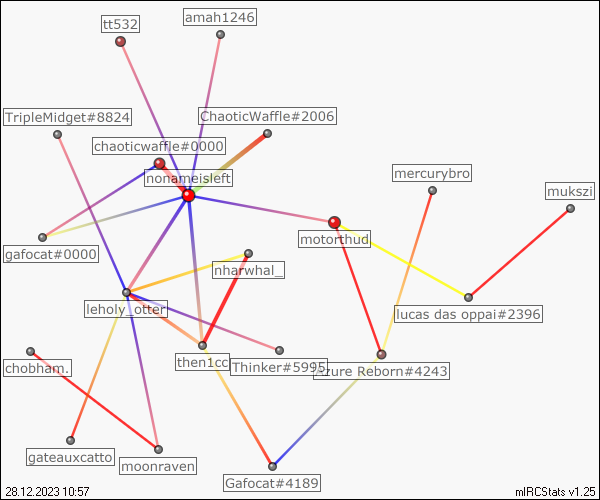 amah1246
tt532
TripleMidget#8824
ChaoticWaffle#2006
chaoticwaffle#0000
nonameisleft
mercurybro
mukszi
gafocat#0000
motorthud
nharwhal_
leholy_otter
lucas das oppai#2396
then1cc
Thinker#5995
zure Reborn#4243
chobham.
gateauxcatto
moonraven
Gafocat#4189
28.12.2023 10:57
mIRCStats v1.25